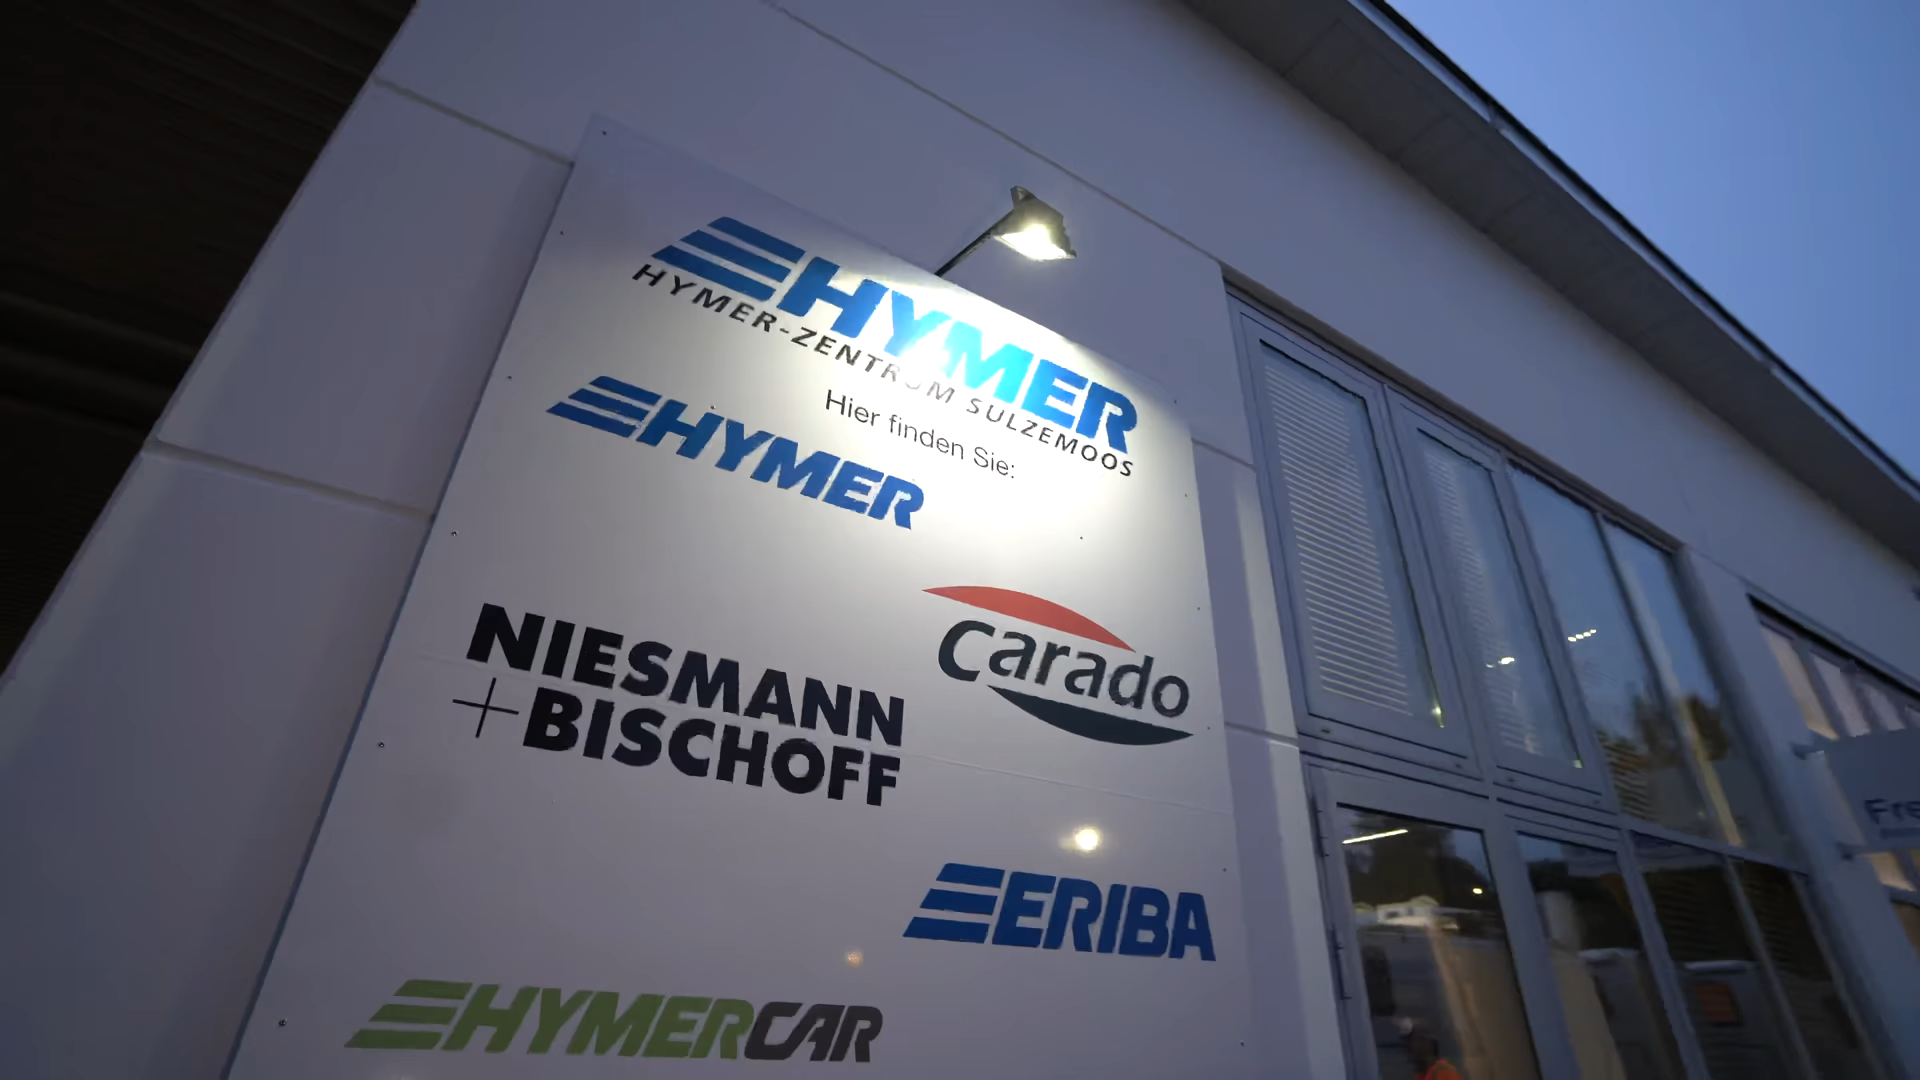 HYMER
HYMER-ZENTRUM SULZEMOOS
Hier finden Sie:
HYMER
carado
NIESMANN
+BISCHOFF
ERIBA
HYMERCAR